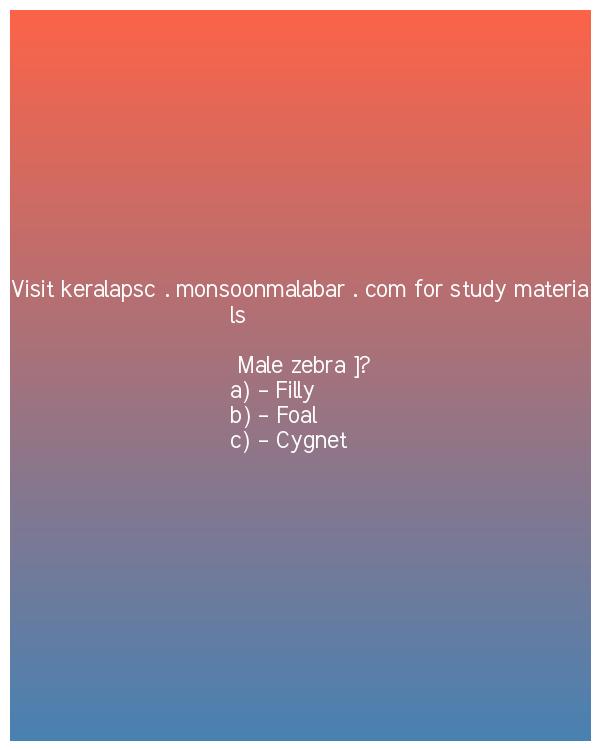 Visit keralapsc . monsoonmalabar . com for study materia
ls
Male zebra ]?
a) - Filly
b) - Foal
c) - Cygnet